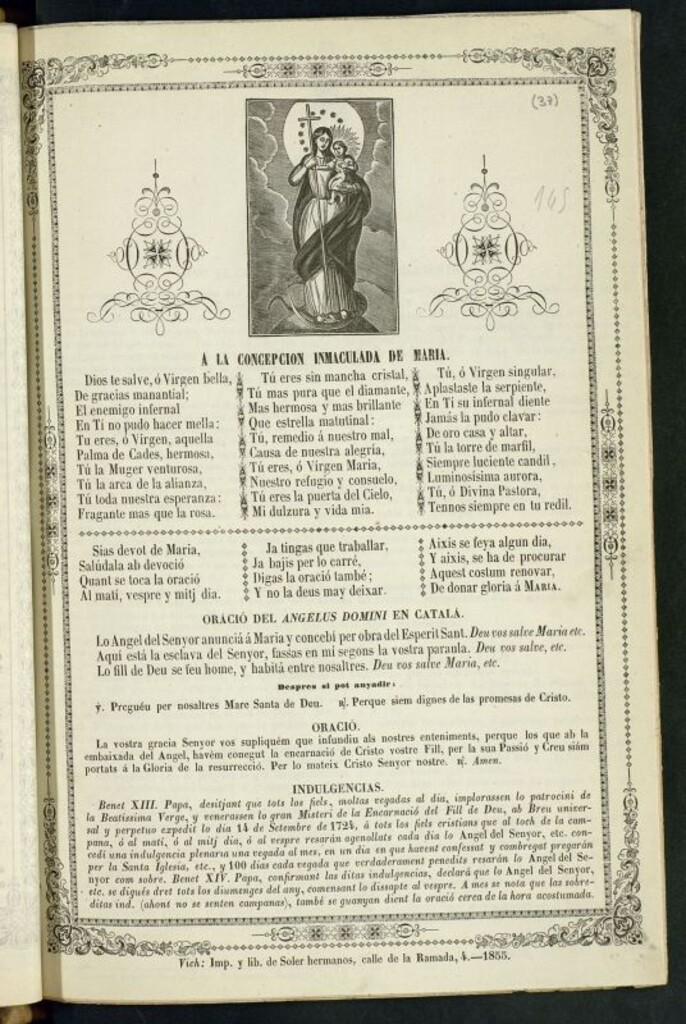 (37)
165
Á LA CONCEPCION INMACULADA DE MARIA.
Dios te salve, ó Virgen bella,
De gracias manantial;
El enemigo infernal
En Tí no pudo hacer mella:
Tu eres, ó Virgen, aquella
Palma de Cades, hermosa,
Tú la Muger venturosa,
Tú la arca de la alianza,
Tú toda nuestra esperanza:
Fragante mas que la rosa.
Tú eres sin mancha cristal,
Tú mas pura que el diamante,
Mas hermosa y mas brillante
Que estrella matutinal:
Tú, remedio á nuestro mal,
Causa de nuestra alegría,
Tú eres, ó Vírgen Maria,
Nuestro refugio y consuelo,
Tú eres la puerta del Cielo,
Mi dulzura y vida mia.
Tú, ó Virgen singular,
Aplastaste la serpiente,
En Tí su infernal diente
Jamás la pudo clavar:
De oro casa y altar,
Tú la torre de marfil,
Siempre luciente candil,
Luminosísima aurora,
Tú, ó Divina Pastora,
Tennos siempre en tu redil.
Sias devot de Maria,
Salúdala ab devoció
Quant se toca la oració
Al matí, vespre y mitj dia.
Ja tingas que traballar,
Ja bajis per lo carré,
Digas la oració també;
Y no la deus may deixar.
Aixis se feya algun dia,
Y aixis, se ha de procurar
Aquest costum renovar,
De donar gloria á MARIA.
ORACIÓ DEL ANGELUS DOMINI EN CATALÁ.
Lo Angel del Senyor anunciá á Maria y concebí per obra del Esperit Sant. Deu vos salve Maria etc.
Aquí está la esclava del Senyor, fassas en mi segons la vostra paraula. Deu vos salve, etc.
Lo fill de Deu se feu home, y habitá entre nosaltres. Deu vos salve Maria, etc.
Despres si pot anyadir:
℣. Preguéu per nosaltres Mare Santa de Deu. ℟. Perque siem dignes de las promesas de Christo.
ORACIÓ.
La vostra gracia Senyor vos supliquém que infundiu als nostres enteniments, perque los que ab la
embaixada del Angel, havém conegut la encarnació de Cristo vostre Fill, per la sua Passió y Creu siám
portats á la Gloria de la resurrecció. Per lo mateix Cristo Senyor nostre. ℟. Amen.
INDULGENCIAS.
Benet XIII. Papa, desitjant que tots los fiels, moltas vegadas al dia, implorassen lo patrocini de
la Beatíssima Verge, y venerassen lo gran Misteri de la Encarnació del Fill de Deu, ab Breu univer-
sal y perpetuo expedit lo dia 14 de Setembre de 1724, á tots los fiels cristians que al toch de la cam-
pana, ó al matí, ó al mitj dia, ó al vespre resarán agenollats cada dia lo Angel del Senyor, etc. con-
cedí una indulgencia plenaria una vegada al mes, en un dia en que havent confessat y combregat pregarán
per la Santa Iglesia, etc., y 100 dias cada vegada que verdaderament penedits resarán lo Angel del Se-
nyor com sobre. Benet XIV. Papa, confirmant las ditas indulgencias, declará que lo Angel del Senyor,
etc. se digués dret tots los diumenges del any, comensant lo dissapte al vespre. A mes se nota que las sobre-
ditas ind. (ahont no se senten campanas), també se guanyan dient la oració cerca de la hora acostumada.
Vich: Imp. y lib. de Soler hermanos, calle de la Ramada, 4.—1855.